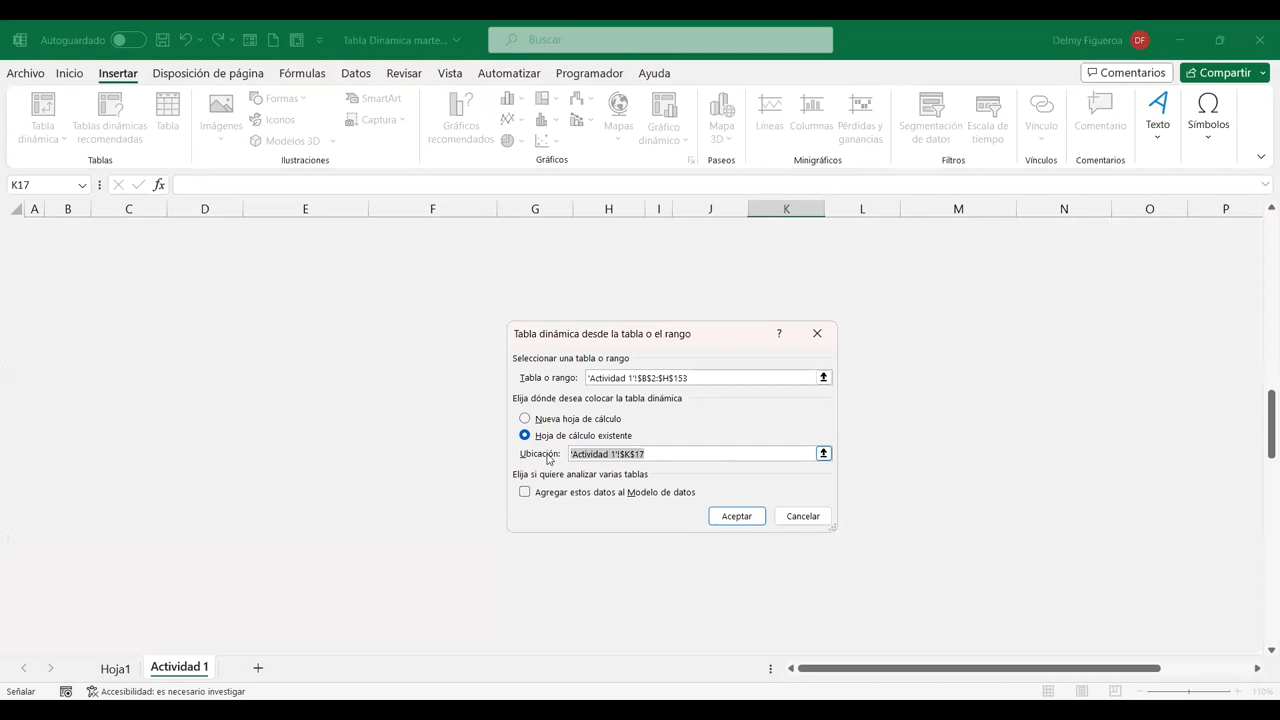 Autoguardado
Tabla Dinamica marte...
Buscar
Delmy Figueroa
DF
Archivo Inicio Insertar Disposición de página Fórmulas Datos Revisar Vista Automatizar Programador Ayuda
Comentarios
Compartir
Tabla dinámica
Tablas dinámicas recomendadas
Tabla
Imágenes
Formas
Iconos
Modelos 3D
SmartArt
Captura
Gráficos recomendados
Mapas
Gráfico dinámico
Mapa 3D
Líneas
Columnas
Pérdidas y ganancias
Segmentación de datos
Escala de tiempo
Vínculo
Comentario
Texto
Símbolos
Tablas Ilustraciones Gráficos Paseos Minigráficos Filtros Vínculos Comentarios
K17
fx
A B C D E F G H I J K L M N O P
Tabla dinámica desde la tabla o el rango
?
Seleccionar una tabla o rango
Tabla o rango: 'Actividad 1'!$B$2:$H$153
Elija dónde desea colocar la tabla dinámica
Nueva hoja de cálculo
Hoja de cálculo existente
Ubicación: 'Actividad 1'!$K$17
Elija si quiere analizar varias tablas
Agregar estos datos al Modelo de datos
Aceptar Cancelar
Hoja1 Actividad 1
Señalar
Accesibilidad: es necesario investigar
110%